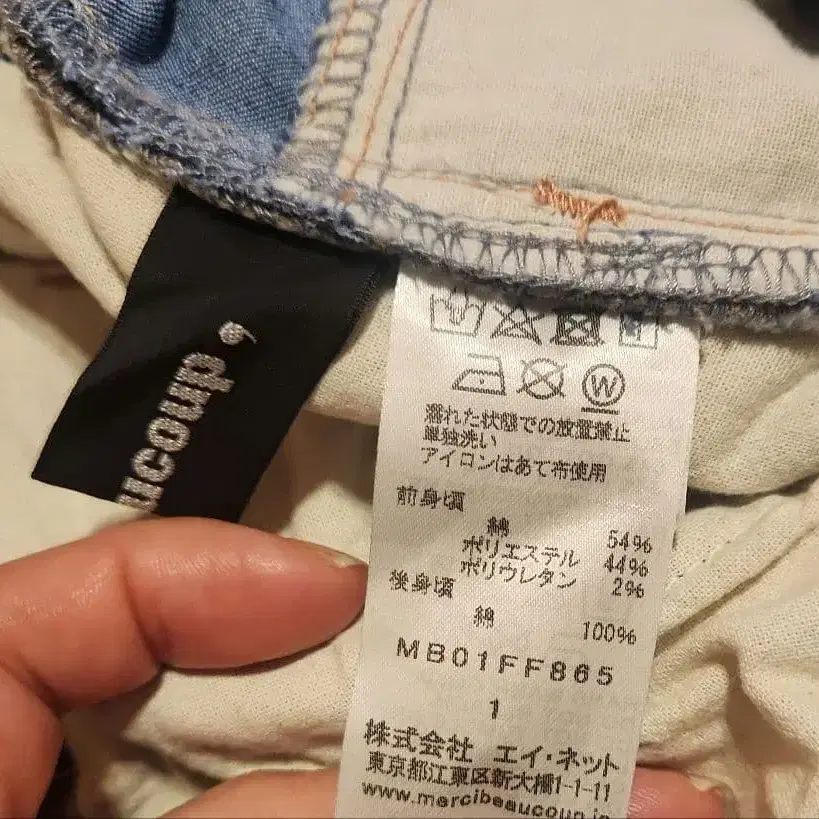 ucoup,
濡れた状態での放置禁止
単独洗い
アイロンはあて布使用
前身頃
綿 54%
ポリエステル 44%
ポリウレタン 2%
後身頃
綿 100%
MB01FF865
1
株式会社 エイ・ネット
東京都江東区新大橋1-1-11
www.mercibeaucoup.jp